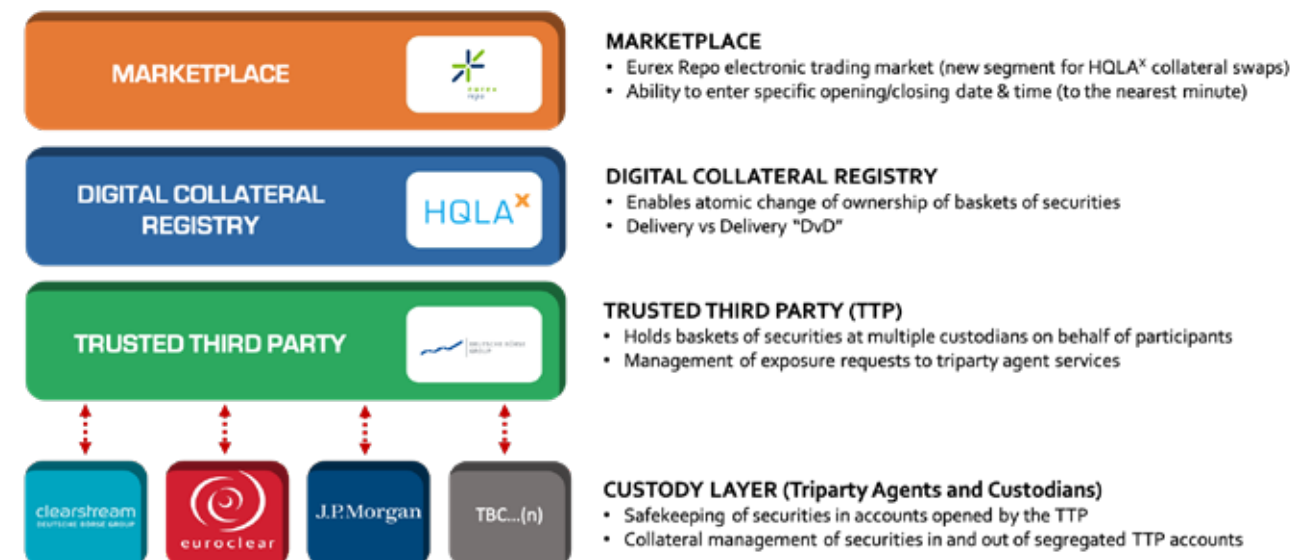 MARKETPLACE
eurex
repo
MARKETPLACE
• Eurex Repo electronic trading market (new segment for HQLAˣ collateral swaps)
• Ability to enter specific opening/closing date & time (to the nearest minute)
DIGITAL COLLATERAL
REGISTRY
HQLAˣ
DIGITAL COLLATERAL REGISTRY
• Enables atomic change of ownership of baskets of securities
• Delivery vs Delivery "DvD"
TRUSTED THIRD PARTY
DEUTSCHE BÖRSE
GROUP
TRUSTED THIRD PARTY (TTP)
• Holds baskets of securities at multiple custodians on behalf of participants
• Management of exposure requests to triparty agent services
clearstream
DEUTSCHE BÖRSE GROUP
euroclear
J.P.Morgan
TBC...(n)
CUSTODY LAYER (Triparty Agents and Custodians)
• Safekeeping of securities in accounts opened by the TTP
• Collateral management of securities in and out of segregated TTP accounts